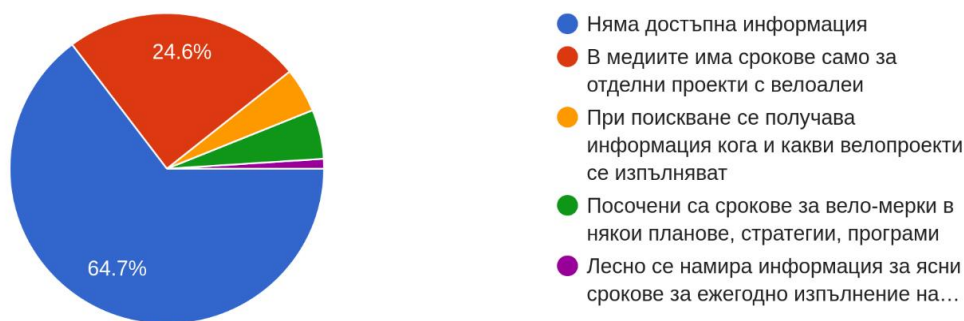 24.6%
64.7%
Няма достъпна информация
В медиите има срокове само за
отделни проекти с велоалеи
При поискване се получава
информация кога и какви велопроекти
се изпълняват
Посочени са срокове за вело-мерки в
някои планове, стратегии, програми
Лесно се намира информация за ясни
срокове за ежегодно изпълнение на…